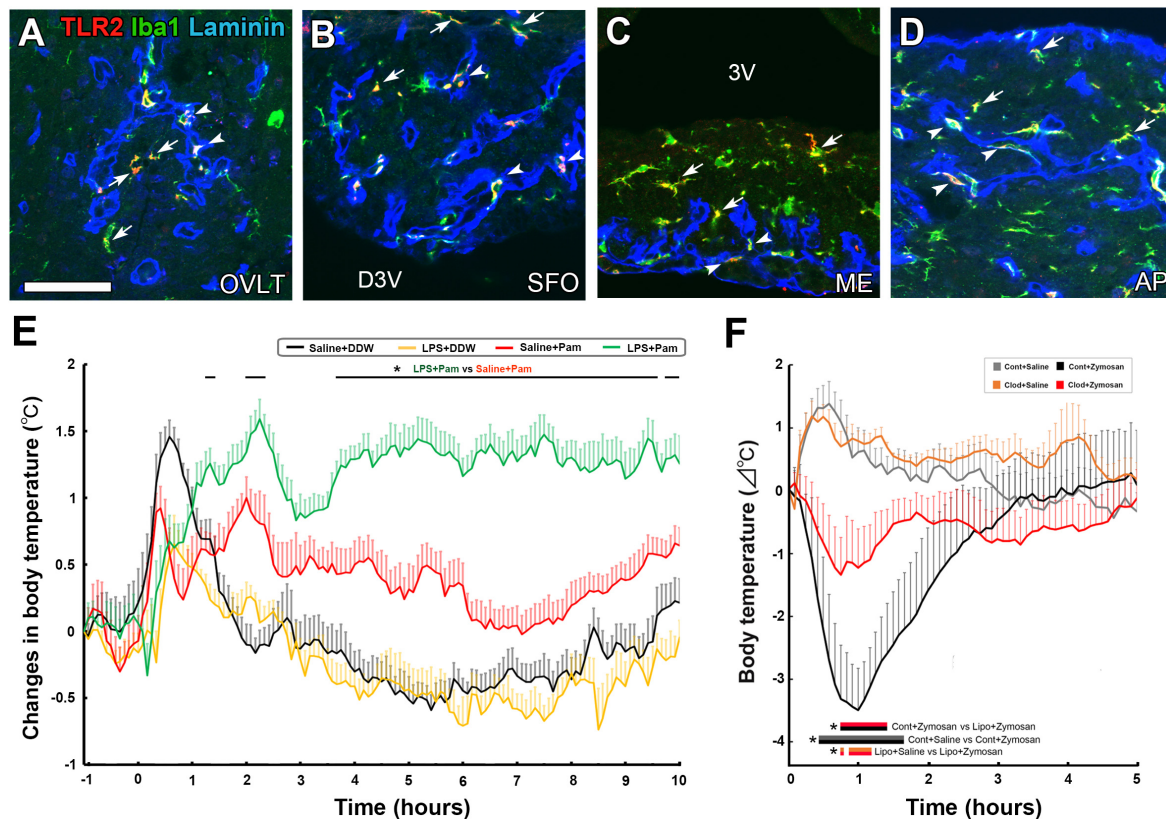 A TLR2 Iba1 Laminin
OVLT
B
D3V
SFO
C
3V
ME
D
AP
E
Saline+DDW LPS+DDW Saline+Pam LPS+Pam
* LPS+Pam vs Saline+Pam
Changes in body temperature (℃)
2
1.5
1
0.5
0
-0.5
-1
-1 0 1 2 3 4 5 6 7 8 9 10
Time (hours)
F
Cont+Saline Cont+Zymosan
Clod+Saline Clod+Zymosan
Body temperature (⊿℃)
2
1
0
-1
-2
-3
-4
* Cont+Zymosan vs Lipo+Zymosan
* Cont+Saline vs Cont+Zymosan
* Lipo+Saline vs Lipo+Zymosan
0 1 2 3 4 5
Time (hours)